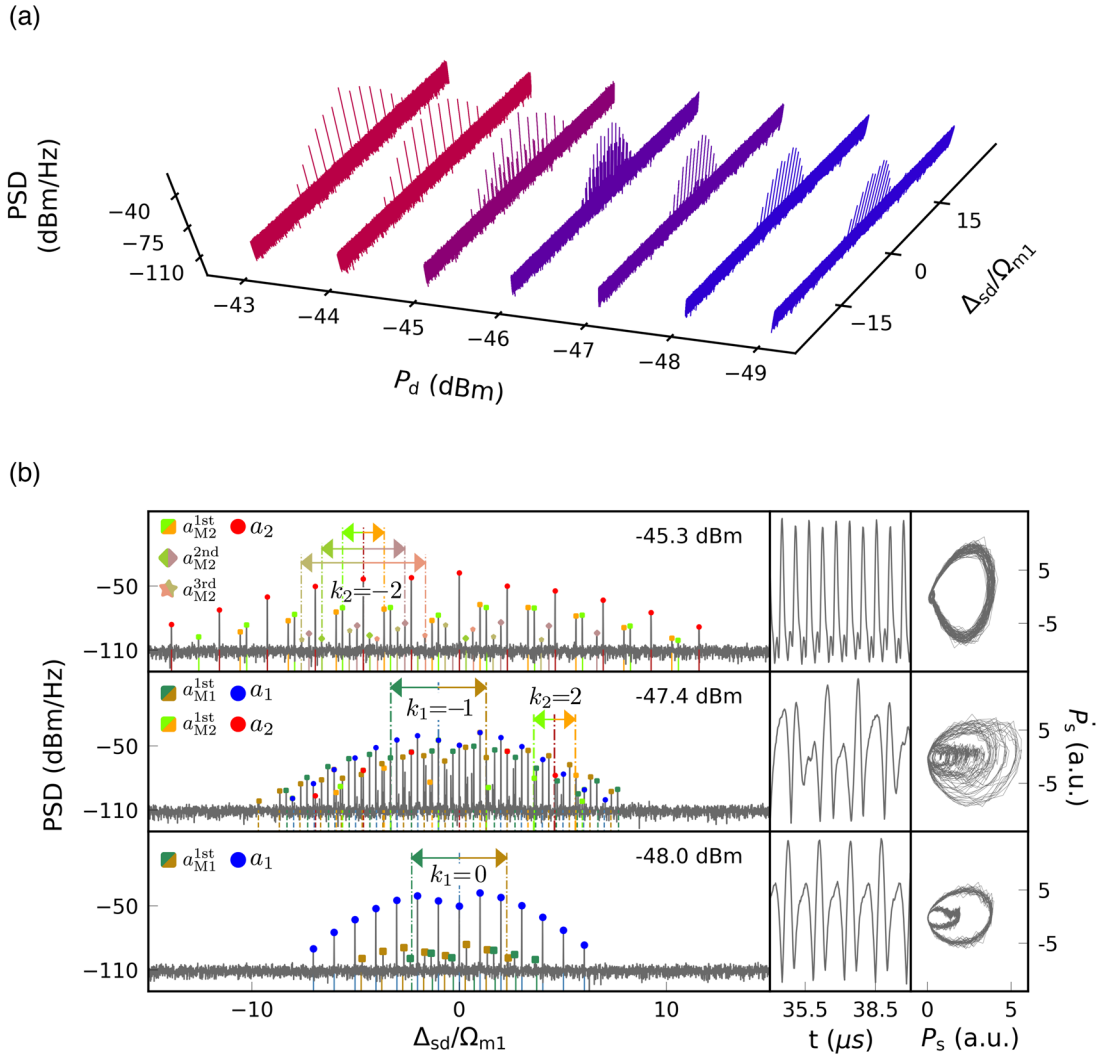 (a)
PSD
(dBm/Hz)
−40
−75
−110
−43
−44
−45
−46
−47
−48
−49
P_d (dBm)
15
0
−15
Δ_sd/Ω_m1
(b)
a_M2^1st a_2
a_M2^2nd
a_M2^3rd
k_2=−2
-45.3 dBm
−50
−110
5
-5
a_M1^1st a_1
a_M2^1st a_2
k_1=−1
k_2=2
-47.4 dBm
−50
−110
5
-5
PSD (dBm/Hz)
Ṗ_s (a.u.)
a_M1^1st a_1
k_1=0
-48.0 dBm
−50
−110
5
-5
−10 0 10
Δ_sd/Ω_m1
35.5 38.5
t (μs)
0 5
P_s (a.u.)